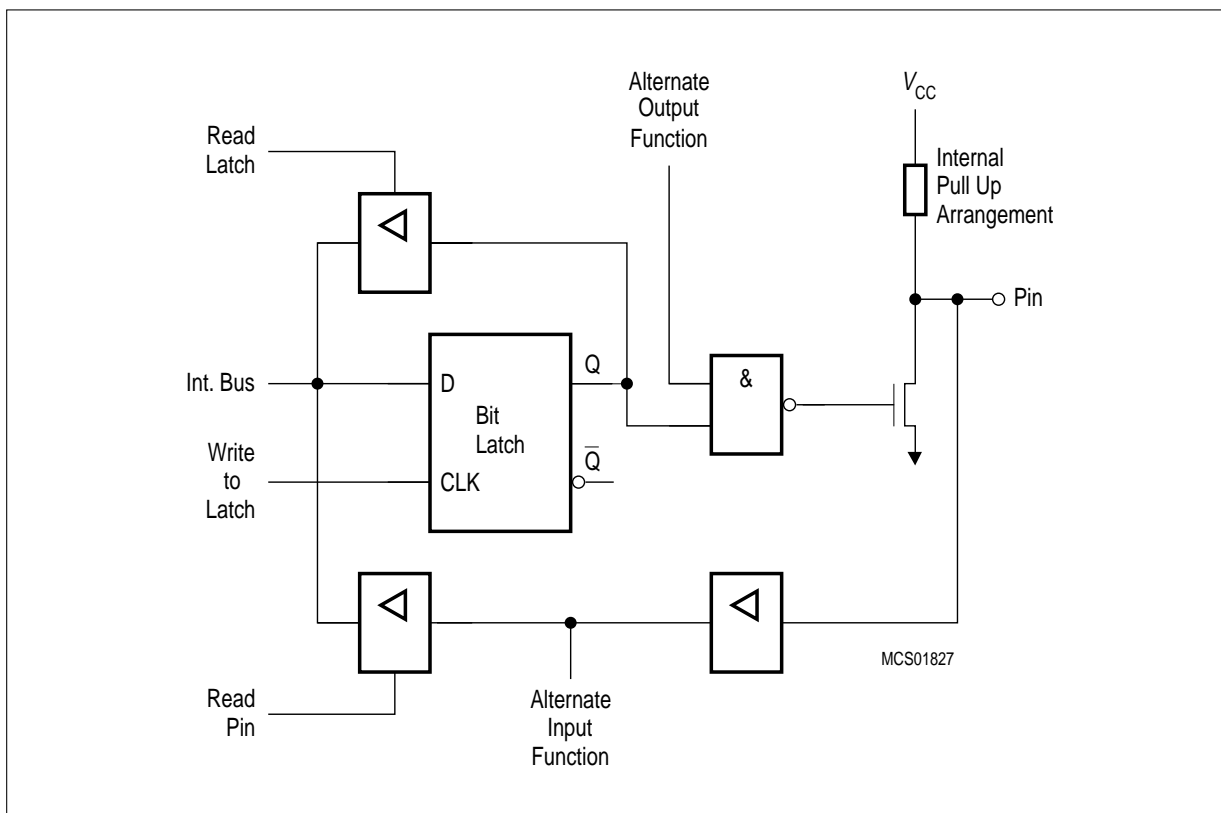 Alternate
Output
Function
V
CC
Read
Latch
Internal
Pull Up
Arrangement
Pin
Int. Bus
D
Q
Bit
Latch
&
Write
to
Latch
CLK
Q̅
MCS01827
Read
Pin
Alternate
Input
Function